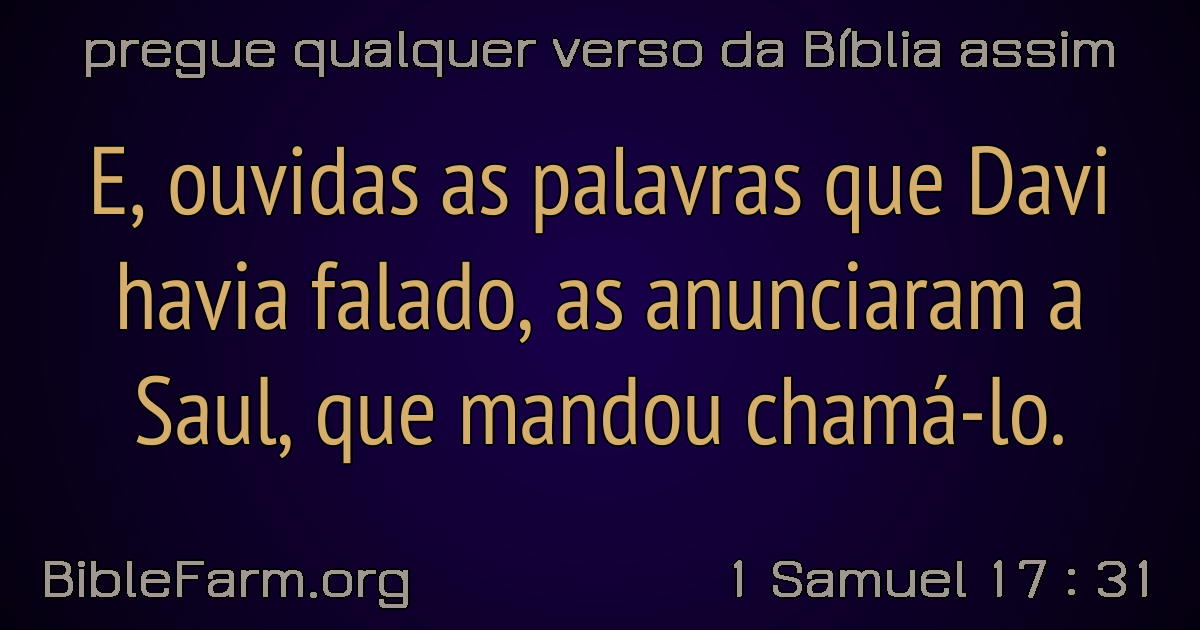 pregue qualquer verso da Bíblia assim
E, ouvidas as palavras que Davi
havia falado, as anunciaram a
Saul, que mandou chamá-lo.
BibleFarm.org
1 Samuel 17 : 31